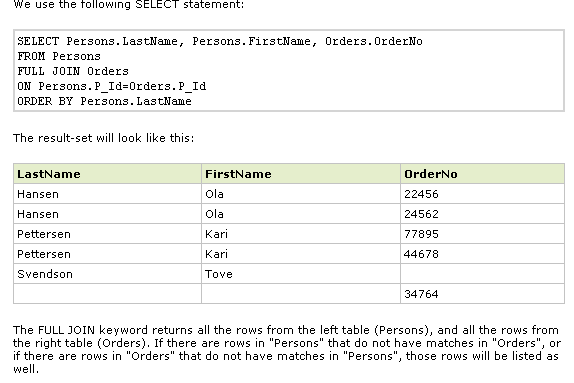 We use the following SELECT statement:
SELECT Persons.LastName, Persons.FirstName, Orders.OrderNo
FROM Persons
FULL JOIN Orders
ON Persons.P_Id=Orders.P_Id
ORDER BY Persons.LastName
The result-set will look like this:
LastName FirstName OrderNo
Hansen Ola 22456
Hansen Ola 24562
Pettersen Kari 77895
Pettersen Kari 44678
Svendson Tove
34764
The FULL JOIN keyword returns all the rows from the left table (Persons), and all the rows from
the right table (Orders). If there are rows in "Persons" that do not have matches in "Orders", or
if there are rows in "Orders" that do not have matches in "Persons", those rows will be listed as
well.